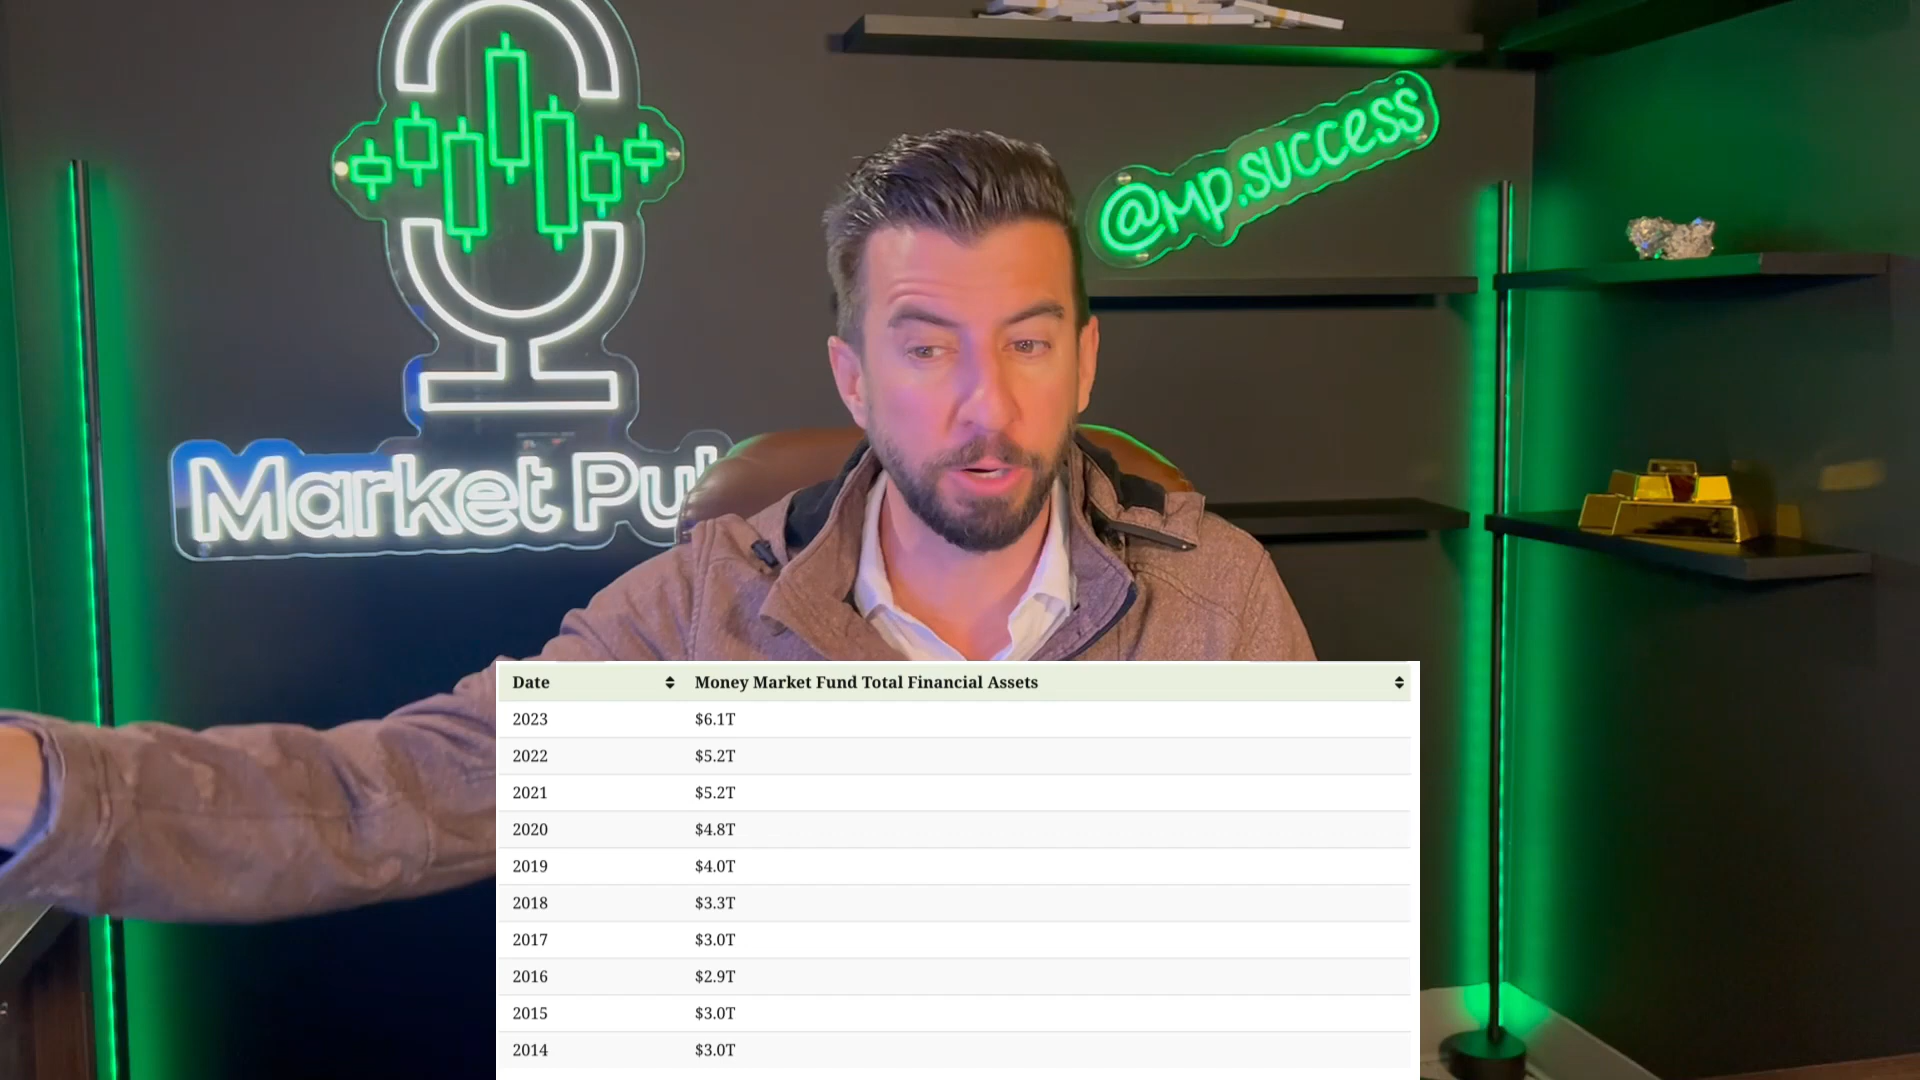 @mp.success
Market Pul
Date Money Market Fund Total Financial Assets
2023 $6.1T
2022 $5.2T
2021 $5.2T
2020 $4.8T
2019 $4.0T
2018 $3.3T
2017 $3.0T
2016 $2.9T
2015 $3.0T
2014 $3.0T